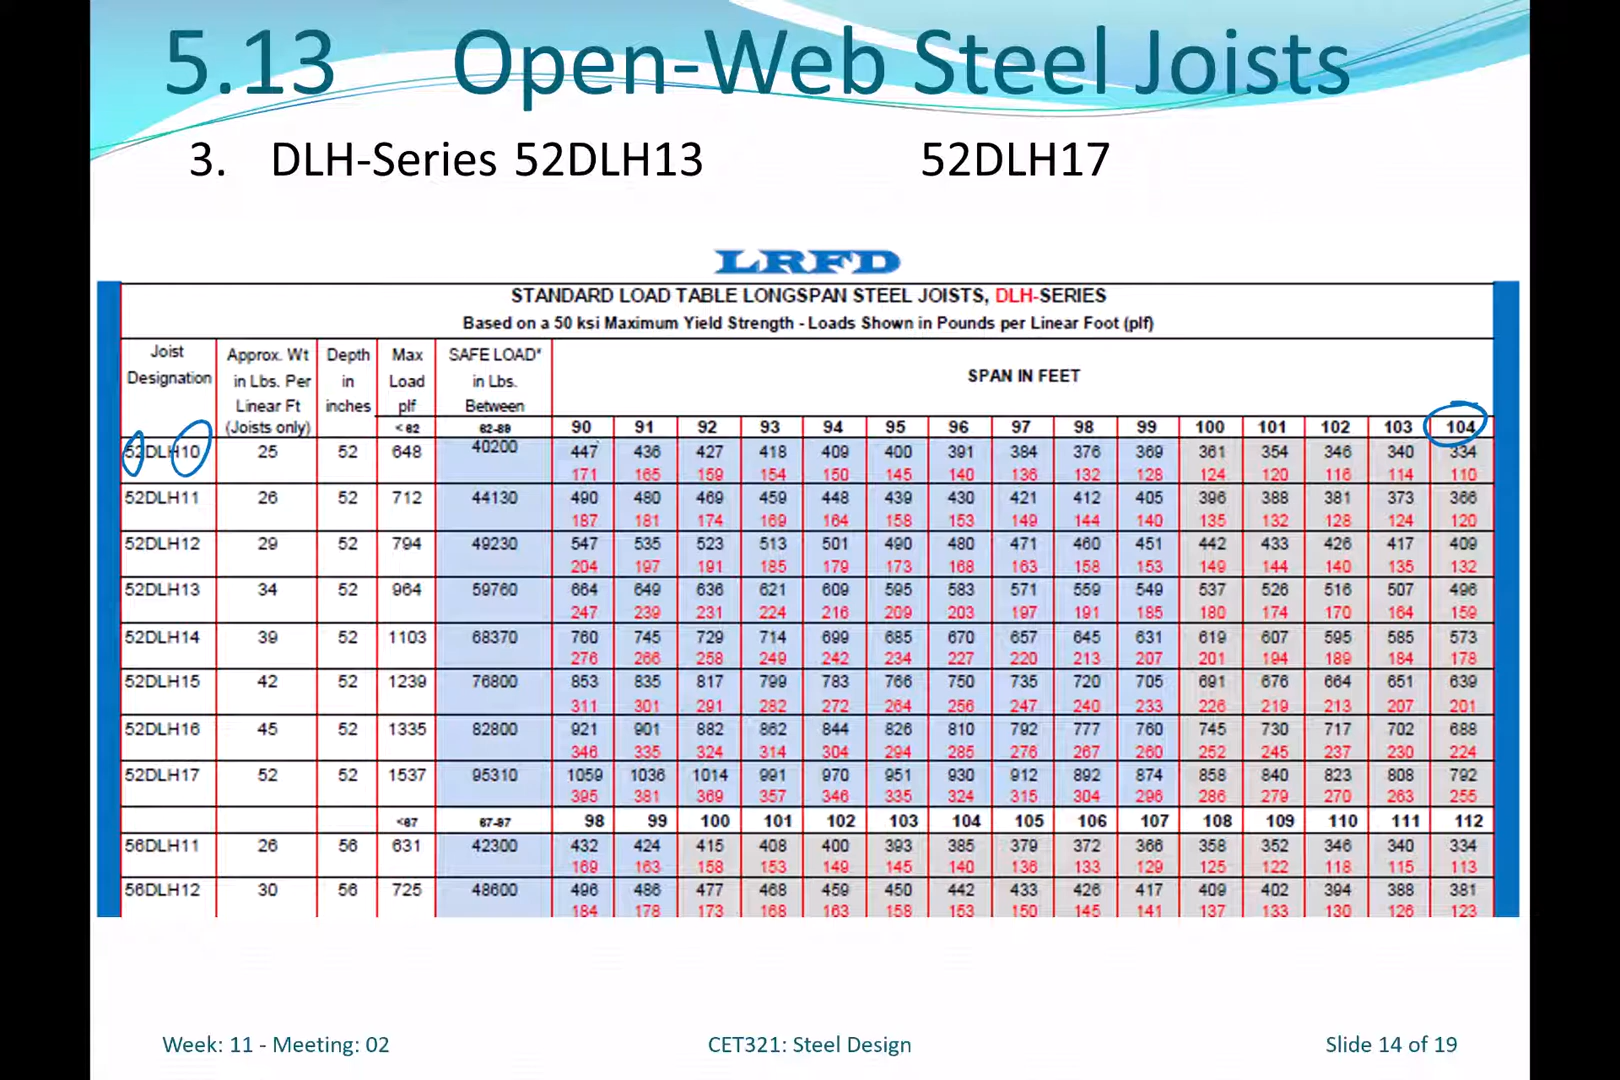 5.13 Open-Web Steel Joists
3. DLH-Series 52DLH13 52DLH17
LRFD
STANDARD LOAD TABLE LONGSPAN STEEL JOISTS, DLH-SERIES
Based on a 50 ksi Maximum Yield Strength - Loads Shown in Pounds per Linear Foot (plf)
Joist Approx. Wt Depth Max SAFE LOAD*
Designation in Lbs. Per in Load in Lbs. SPAN IN FEET
Linear Ft inches plf Between
(Joists only) <62 62-89 90 91 92 93 94 95 96 97 98 99 100 101 102 103 104
52DLH10 25 52 648 40200 447 436 427 418 409 400 391 384 376 369 361 354 346 340 334
171 165 159 154 150 145 140 136 132 128 124 120 116 114 110
52DLH11 26 52 712 44130 490 480 469 459 448 439 430 421 412 405 396 388 381 373 366
187 181 174 169 164 158 153 149 144 140 135 132 128 124 120
52DLH12 29 52 794 49230 547 535 523 513 501 490 480 471 460 451 442 433 426 417 409
204 197 191 185 179 173 168 163 158 153 149 144 140 135 132
52DLH13 34 52 964 59760 664 649 636 621 609 595 583 571 559 549 537 526 516 507 496
247 239 231 224 216 209 203 197 191 185 180 174 170 164 159
52DLH14 39 52 1103 68370 760 745 729 714 699 685 670 657 645 631 619 607 595 585 573
276 266 258 249 242 234 227 220 213 207 201 194 189 184 178
52DLH15 42 52 1239 76800 853 835 817 799 783 766 750 735 720 705 691 676 664 651 639
311 301 291 282 272 264 256 247 240 233 226 219 213 207 201
52DLH16 45 52 1335 82800 921 901 882 862 844 826 810 792 777 760 745 730 717 702 688
346 335 324 314 304 294 285 276 267 260 252 245 237 230 224
52DLH17 52 52 1537 95310 1059 1036 1014 991 970 951 930 912 892 874 858 840 823 808 792
395 381 369 357 346 335 324 315 304 296 286 279 270 263 255
<67 67-97 98 99 100 101 102 103 104 105 106 107 108 109 110 111 112
56DLH11 26 56 631 42300 432 424 415 408 400 393 385 379 372 366 358 352 346 340 334
169 163 158 153 149 145 140 136 133 129 125 122 118 115 113
56DLH12 30 56 725 48600 496 486 477 468 459 450 442 433 426 417 409 402 394 388 381
184 178 173 168 163 158 153 150 145 141 137 133 130 126 123
Week: 11 - Meeting: 02 CET321: Steel Design Slide 14 of 19